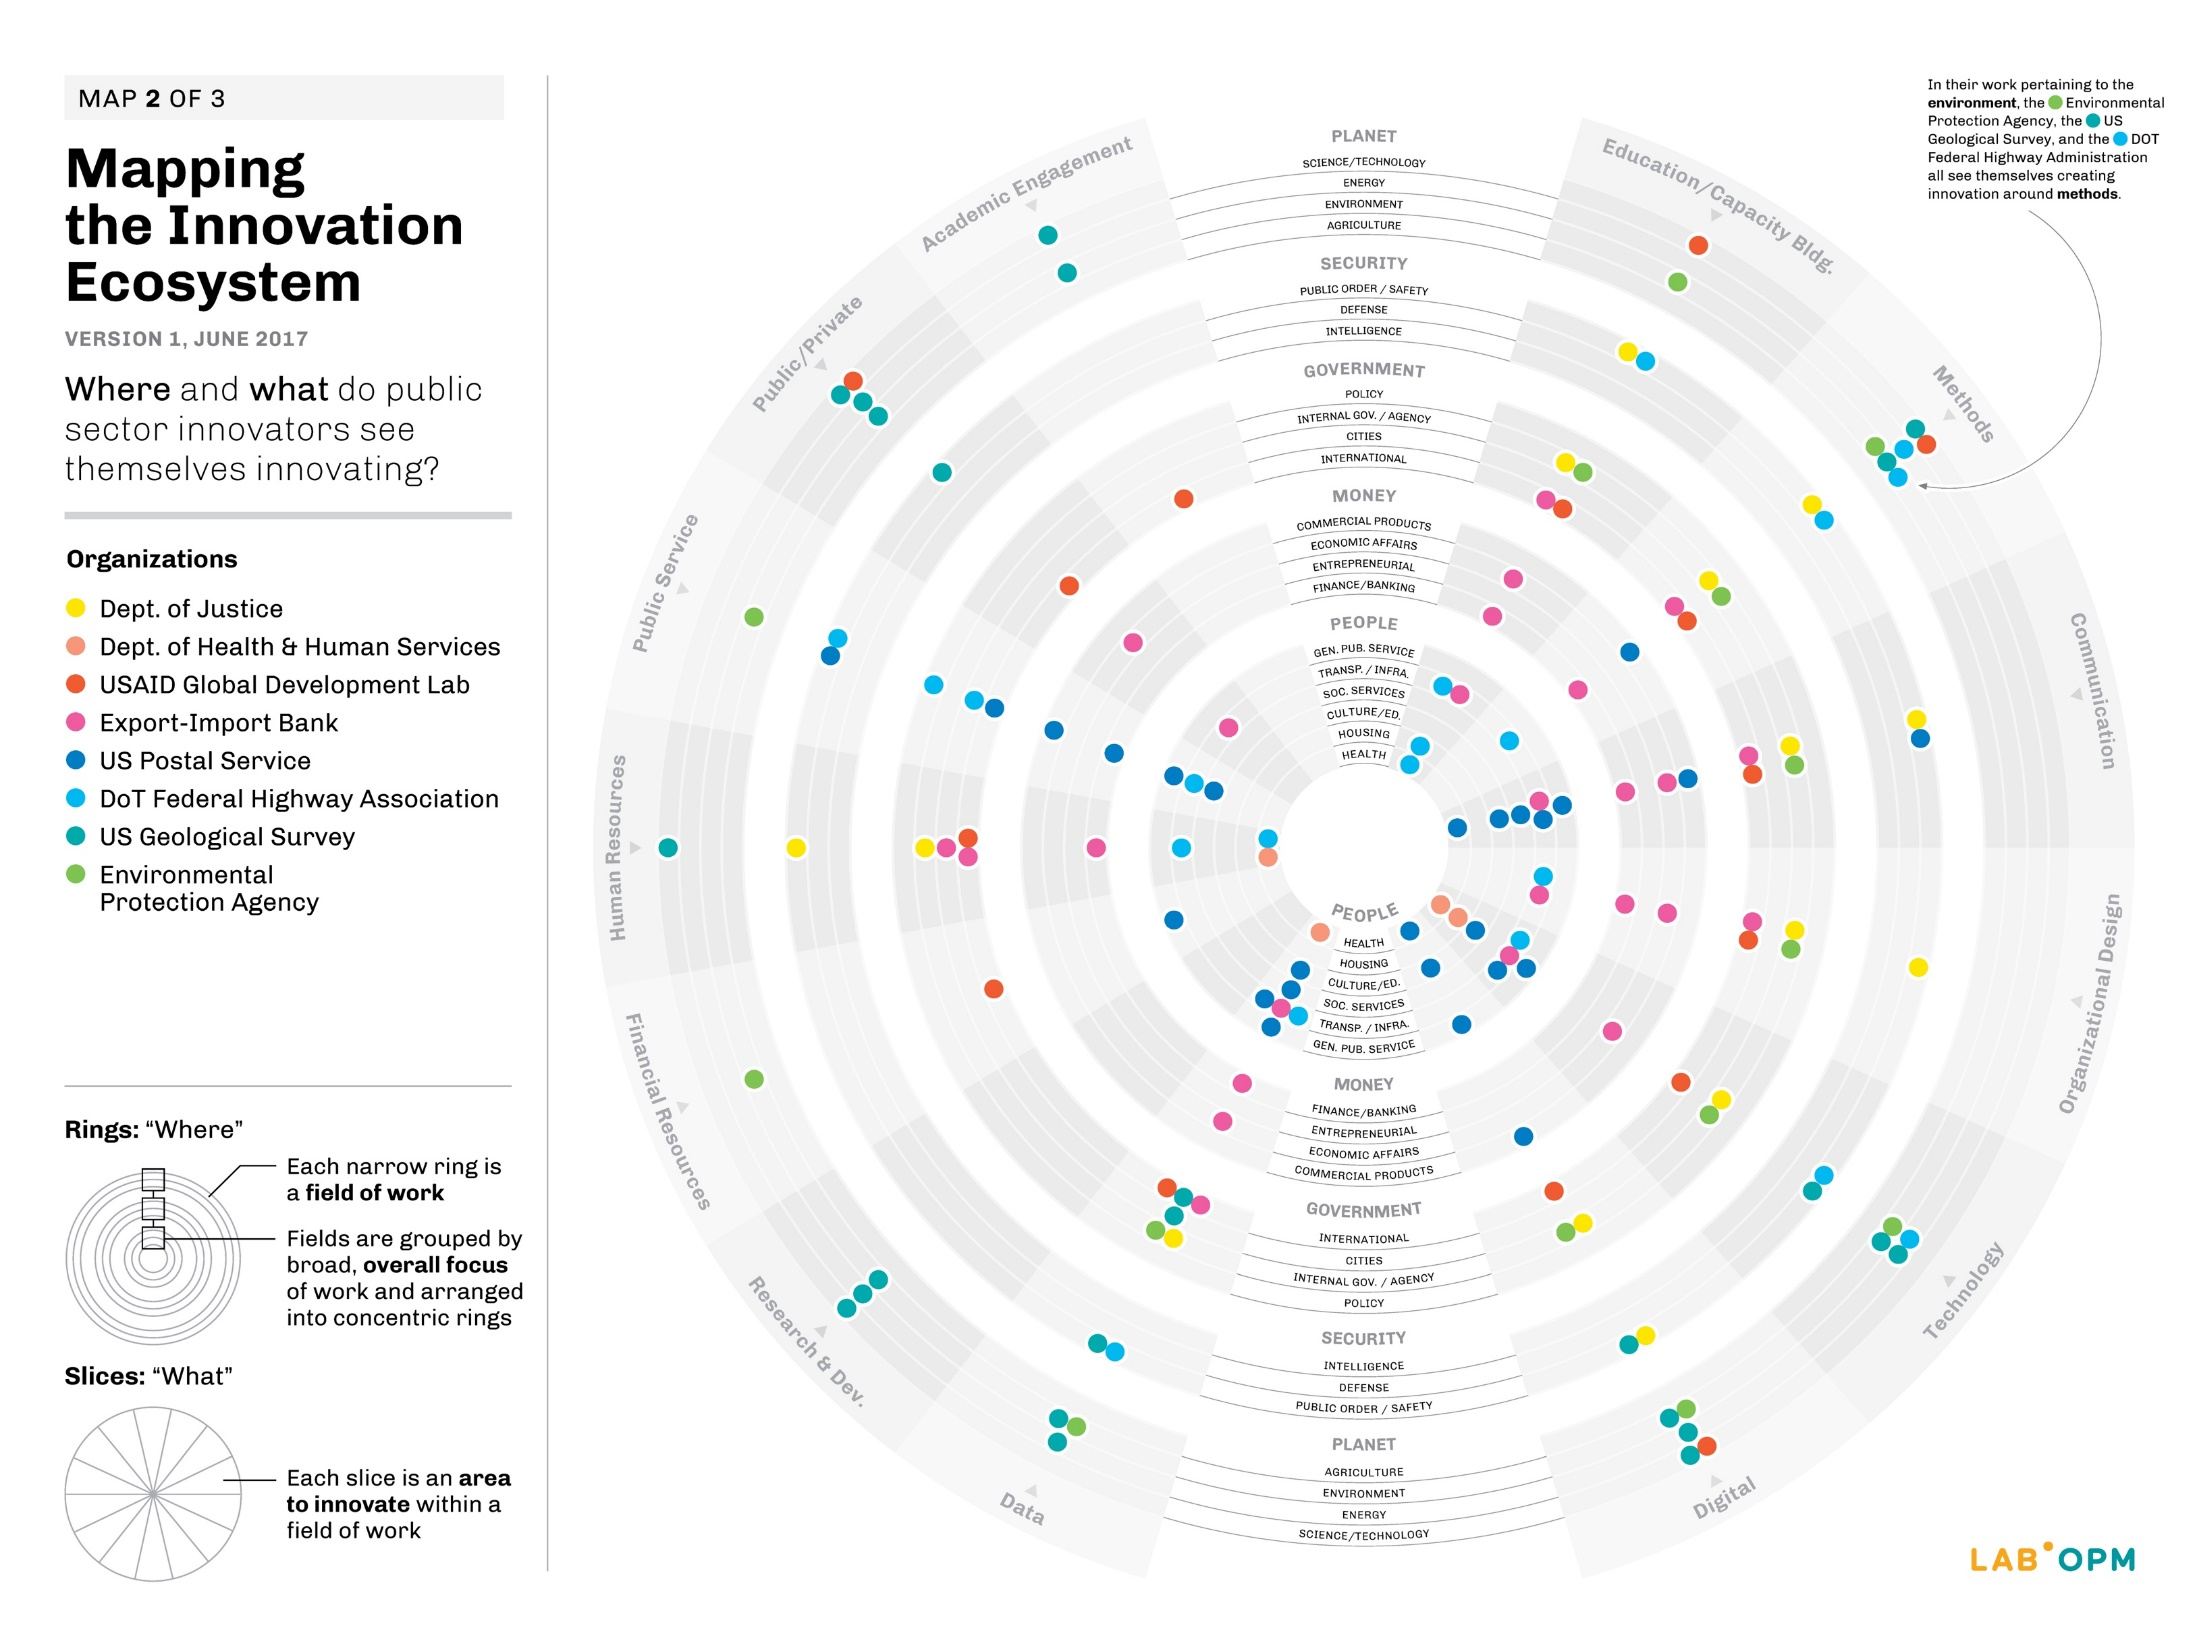 MAP 2 OF 3
Mapping
the Innovation
Ecosystem
VERSION 1, JUNE 2017
Where and what do public
sector innovators see
themselves innovating?
Organizations
Dept. of Justice
Dept. of Health & Human Services
USAID Global Development Lab
Export-Import Bank
US Postal Service
DoT Federal Highway Association
US Geological Survey
Environmental
Protection Agency
Rings: “Where”
Each narrow ring is
a field of work
Fields are grouped by
broad, overall focus
of work and arranged
into concentric rings
Slices: “What”
Each slice is an area
to innovate within a
field of work
In their work pertaining to the
environment, the Environmental
Protection Agency, the US
Geological Survey, and the DOT
Federal Highway Administration
all see themselves creating
innovation around methods.
Academic Engagement
Public/Private
Public Service
Human Resources
Financial Resources
Research & Dev.
Data
Education/Capacity Bldg.
Methods
Communication
Organizational Design
Technology
Digital
PLANET
SCIENCE/TECHNOLOGY
ENERGY
ENVIRONMENT
AGRICULTURE
SECURITY
PUBLIC ORDER / SAFETY
DEFENSE
INTELLIGENCE
GOVERNMENT
POLICY
INTERNAL GOV. / AGENCY
CITIES
INTERNATIONAL
MONEY
COMMERCIAL PRODUCTS
ECONOMIC AFFAIRS
ENTREPRENEURIAL
FINANCE/BANKING
PEOPLE
GEN. PUB. SERVICE
TRANSP. / INFRA.
SOC. SERVICES
CULTURE/ED.
HOUSING
HEALTH
PEOPLE
HEALTH
HOUSING
CULTURE/ED.
SOC. SERVICES
TRANSP. / INFRA.
GEN. PUB. SERVICE
MONEY
FINANCE/BANKING
ENTREPRENEURIAL
ECONOMIC AFFAIRS
COMMERCIAL PRODUCTS
GOVERNMENT
INTERNATIONAL
CITIES
INTERNAL GOV. / AGENCY
POLICY
SECURITY
INTELLIGENCE
DEFENSE
PUBLIC ORDER / SAFETY
PLANET
AGRICULTURE
ENVIRONMENT
ENERGY
SCIENCE/TECHNOLOGY
LAB OPM